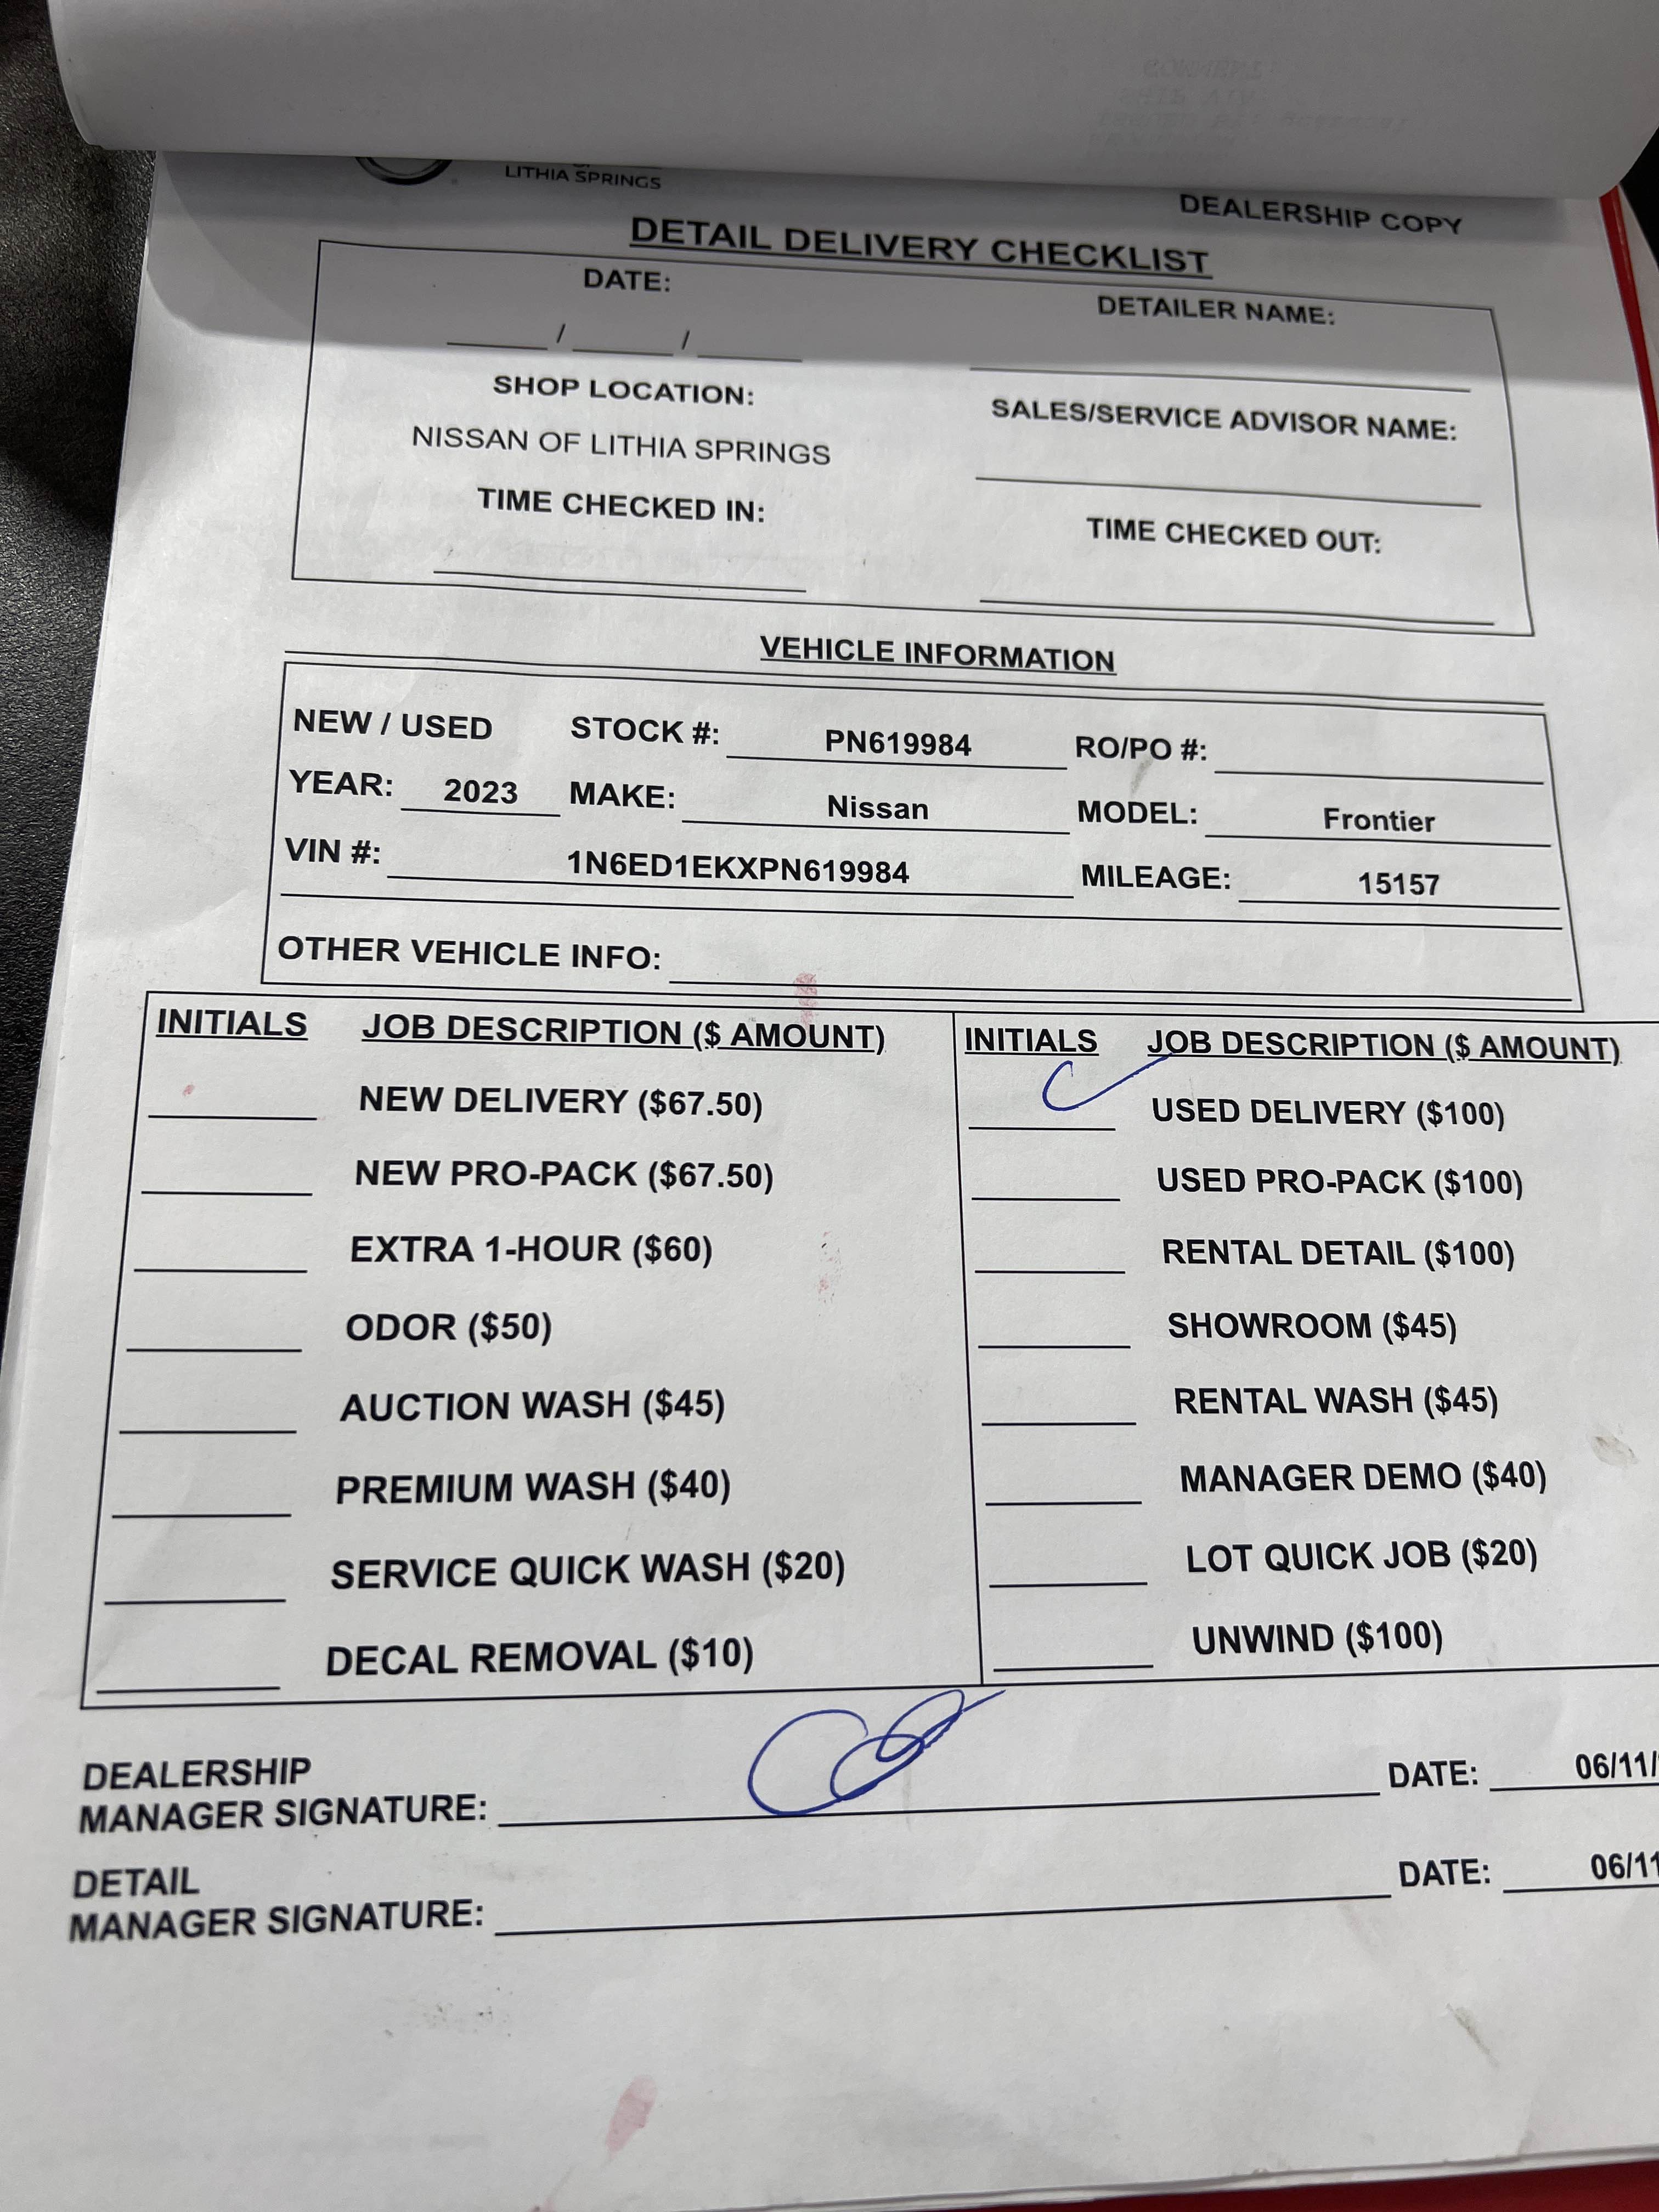 LITHIA SPRINGS
DEALERSHIP COPY
DETAIL DELIVERY CHECKLIST
DATE:
DETAILER NAME:
____ / ____ / ____
SHOP LOCATION:
SALES/SERVICE ADVISOR NAME:
NISSAN OF LITHIA SPRINGS
TIME CHECKED IN:
TIME CHECKED OUT:
VEHICLE INFORMATION
NEW / USED STOCK #: PN619984 RO/PO #:
YEAR: 2023 MAKE: Nissan MODEL: Frontier
VIN #: 1N6ED1EKXPN619984 MILEAGE: 15157
OTHER VEHICLE INFO:
INITIALS JOB DESCRIPTION ($ AMOUNT) INITIALS JOB DESCRIPTION ($ AMOUNT)
NEW DELIVERY ($67.50) USED DELIVERY ($100)
NEW PRO-PACK ($67.50) USED PRO-PACK ($100)
EXTRA 1-HOUR ($60) RENTAL DETAIL ($100)
ODOR ($50) SHOWROOM ($45)
AUCTION WASH ($45) RENTAL WASH ($45)
PREMIUM WASH ($40) MANAGER DEMO ($40)
SERVICE QUICK WASH ($20) LOT QUICK JOB ($20)
DECAL REMOVAL ($10) UNWIND ($100)
DEALERSHIP
MANAGER SIGNATURE: DATE: 06/11/
DETAIL
MANAGER SIGNATURE: DATE: 06/11